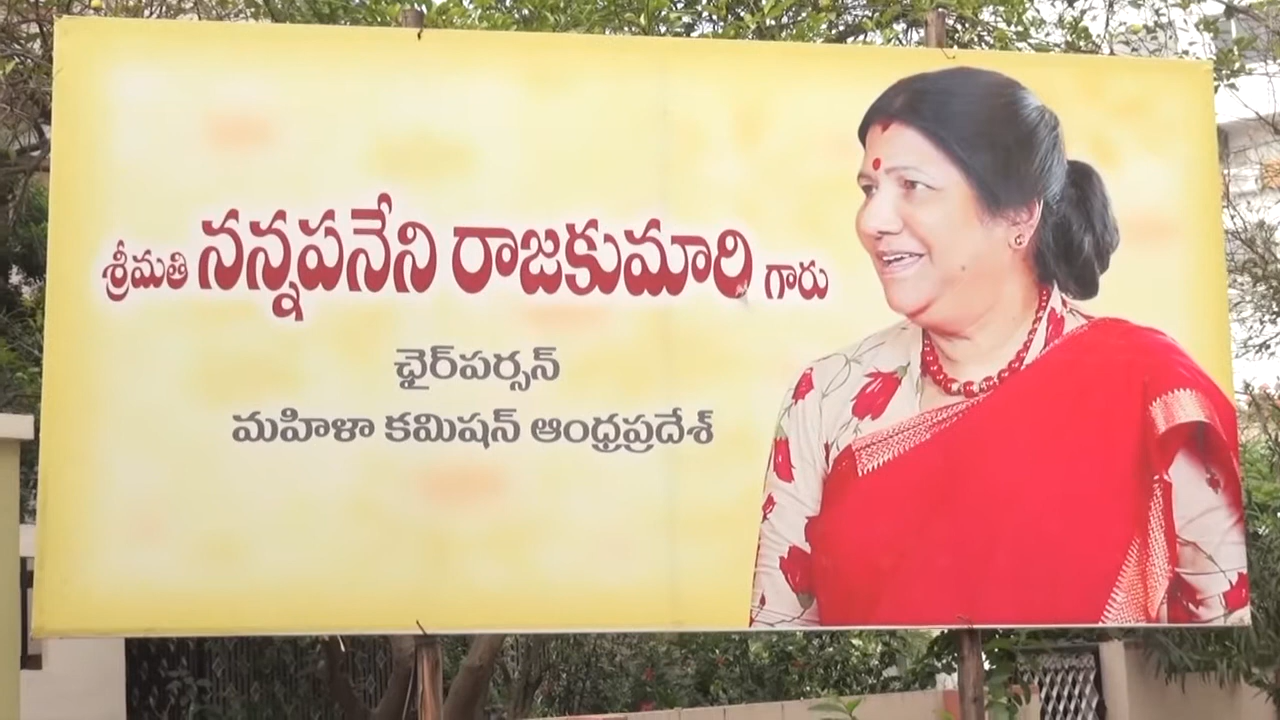 శ్రీమతి నన్నపనేని రాజకుమారి గారు
ఛైర్‌పర్సన్
మహిళా కమిషన్ ఆంధ్రప్రదేశ్